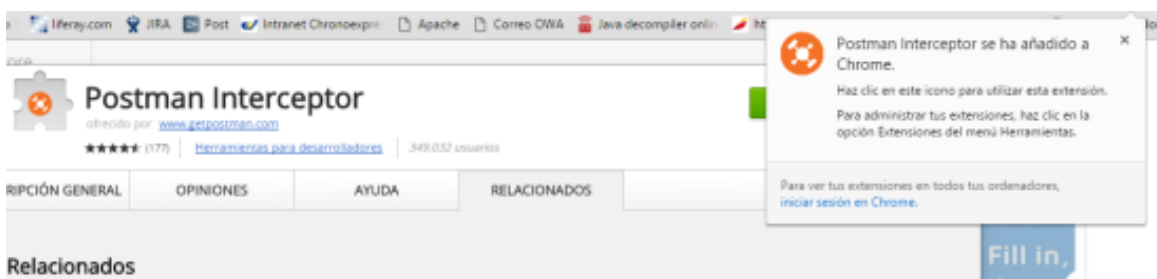 liferay.com JIRA Post Intranet Chronoexpre Apache Correo OWA Java decompiler onlin ht
Postman Interceptor
ofrecido por www.getpostman.com
(177) Herramientas para desarrolladores 349.032 usuarios
RIPCIÓN GENERAL OPINIONES AYUDA RELACIONADOS
Relacionados
Postman Interceptor se ha añadido a
Chrome.
Haz clic en este icono para utilizar esta extensión.
Para administrar tus extensiones, haz clic en la
opción Extensiones del menú Herramientas.
Para ver tus extensiones en todos tus ordenadores,
iniciar sesión en Chrome.
Fill in,